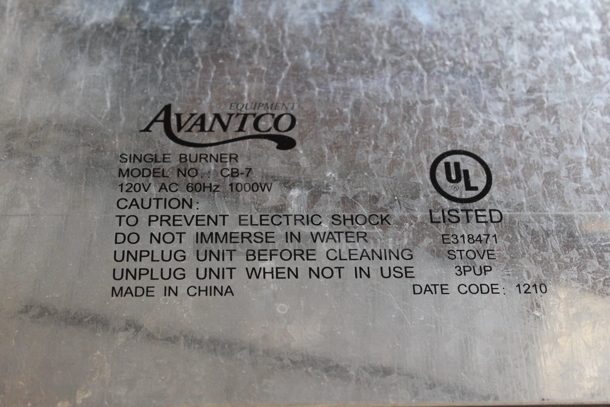 EQUIPMENT
AVANTCO
SINGLE BURNER
MODEL NO.: CB-7
120V AC 60Hz 1000W
CAUTION:
TO PREVENT ELECTRIC SHOCK
DO NOT IMMERSE IN WATER
UNPLUG UNIT BEFORE CLEANING
UNPLUG UNIT WHEN NOT IN USE
MADE IN CHINA
UL
LISTED
E318471
STOVE
3PUP
DATE CODE: 1210